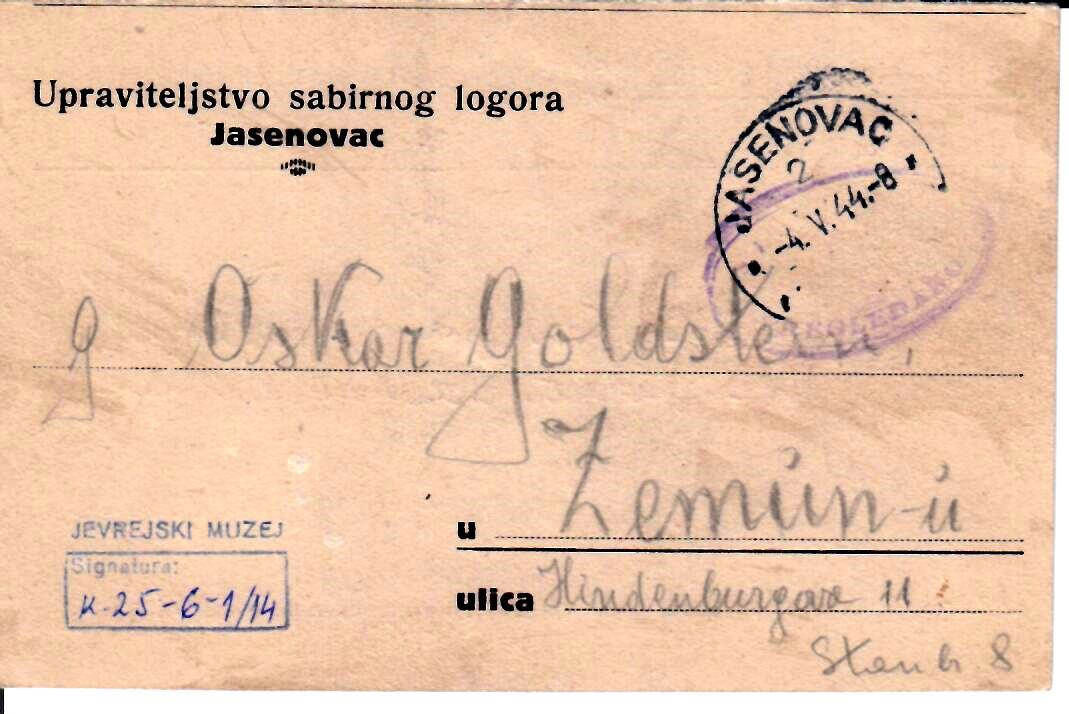 Upraviteljstvo sabirnog logora
Jasenovac
JASENOVAC
2
-4. V. 44.-8
g Oskar Goldstein,
u Zemun-u
ulica Hindenburgova 11
Stan br 8
JEVREJSKI MUZEJ
Signatura:
K-25-6-1/14